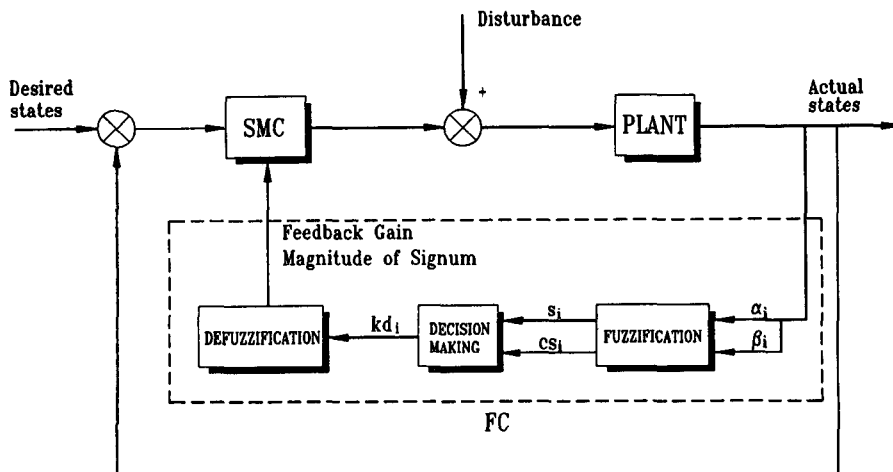 Disturbance
Desired
states
+
SMC
PLANT
Actual
states
Feedback Gain
Magnitude of Signum
DEFUZZIFICATION
kdᵢ
DECISION
MAKING
sᵢ
csᵢ
FUZZIFICATION
αᵢ
βᵢ
FC